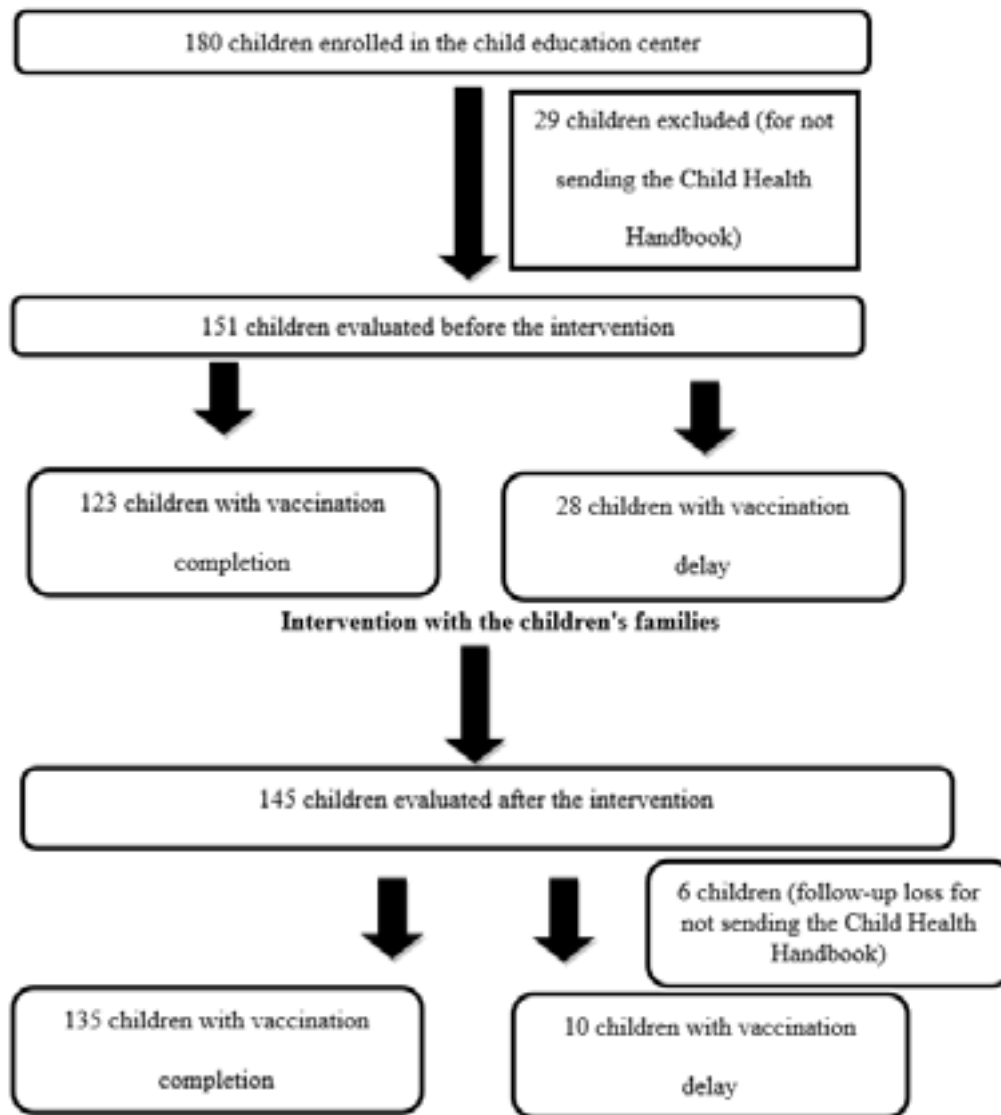 180 children enrolled in the child education center
29 children excluded (for not
sending the Child Health
Handbook)
151 children evaluated before the intervention
123 children with vaccination
completion
28 children with vaccination
delay
Intervention with the children's families
145 children evaluated after the intervention
6 children (follow-up loss for
not sending the Child Health
Handbook)
135 children with vaccination
completion
10 children with vaccination
delay